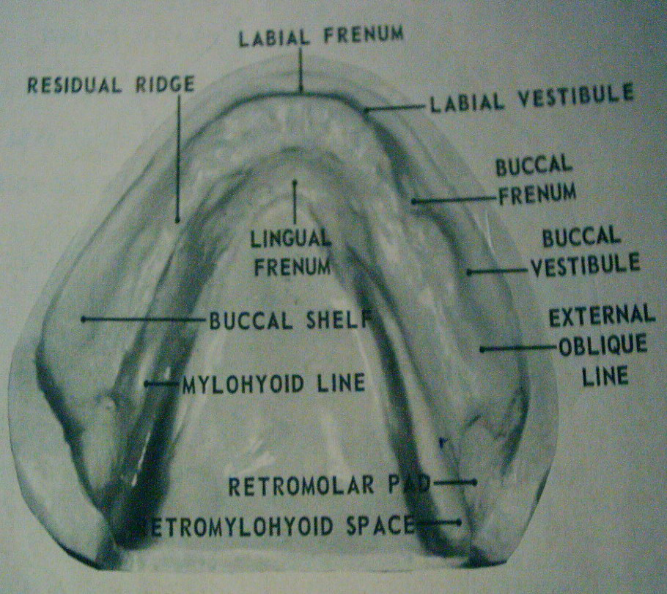 LABIAL FRENUM
RESIDUAL RIDGE
LABIAL VESTIBULE
BUCCAL
FRENUM
LINGUAL
FRENUM
BUCCAL
VESTIBULE
BUCCAL SHELF
EXTERNAL
OBLIQUE
LINE
MYLOHYOID LINE
RETROMOLAR PAD
RETROMYLOHYOID SPACE